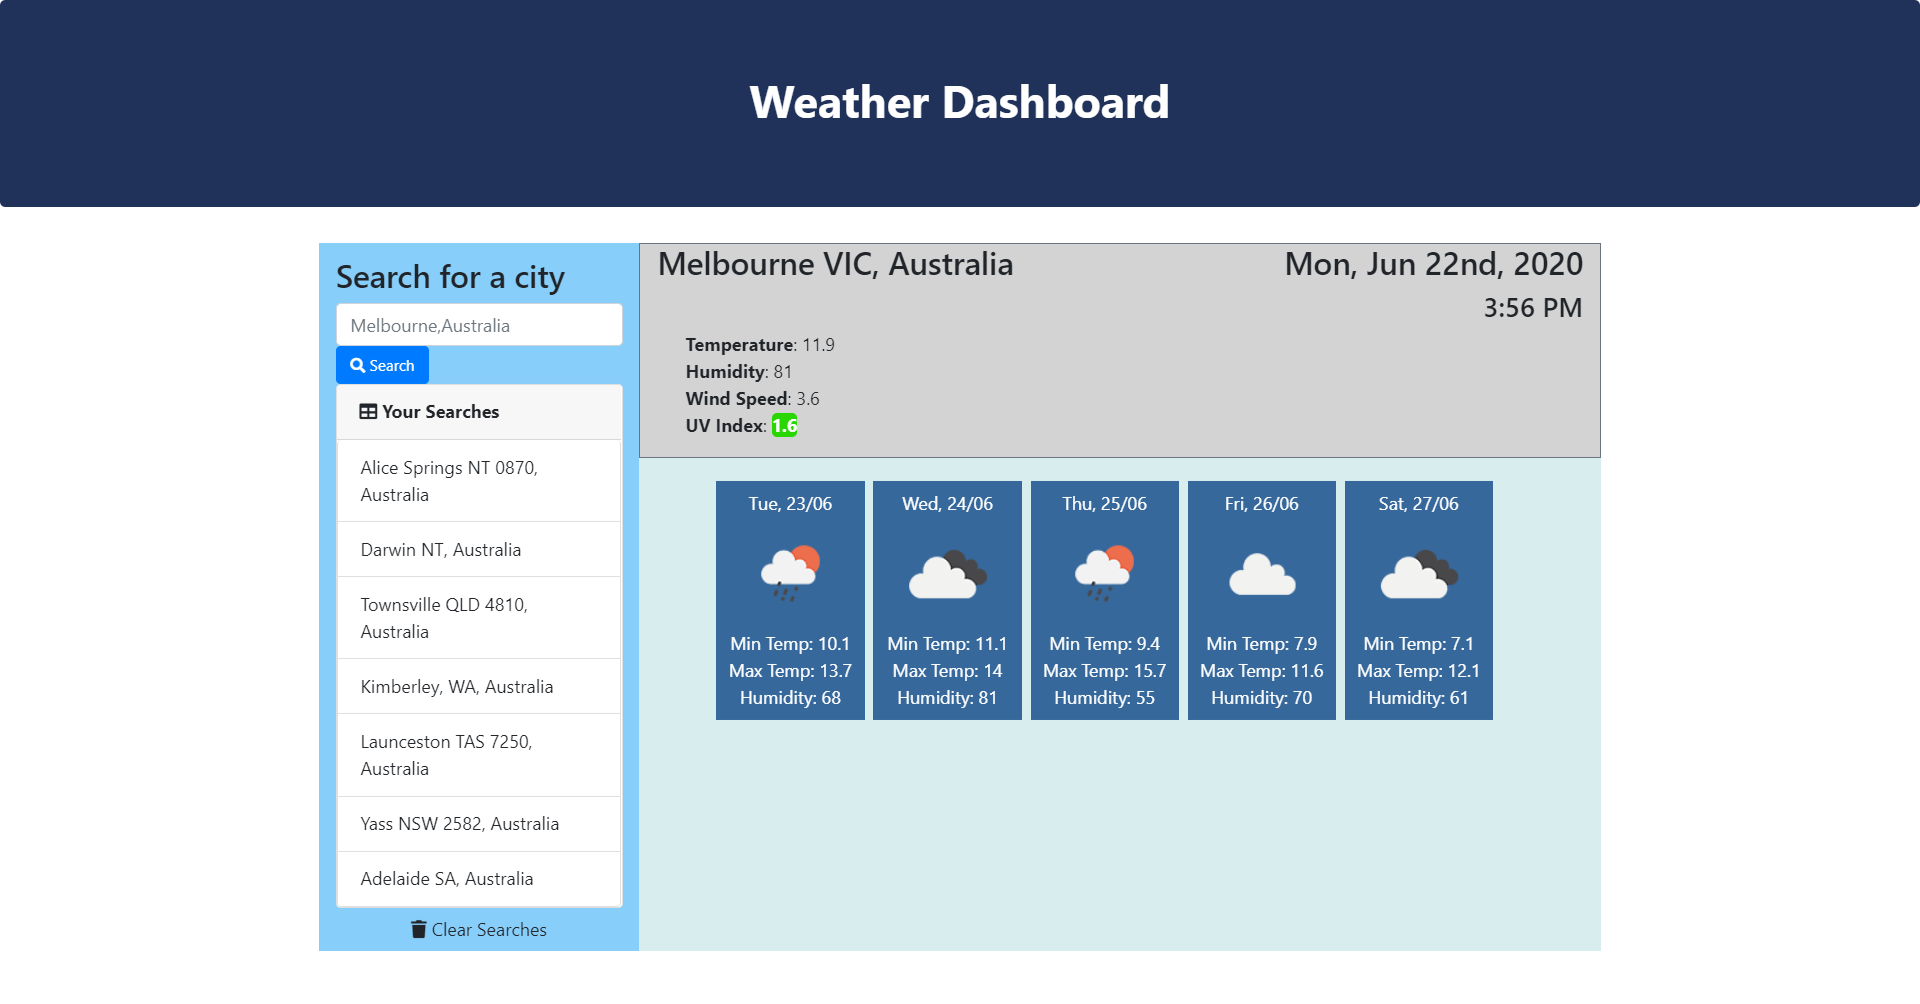 Weather Dashboard
Search for a city
Melbourne,Australia
Search
Your Searches
Alice Springs NT 0870,
Australia
Darwin NT, Australia
Townsville QLD 4810,
Australia
Kimberley, WA, Australia
Launceston TAS 7250,
Australia
Yass NSW 2582, Australia
Adelaide SA, Australia
Clear Searches
Melbourne VIC, Australia
Mon, Jun 22nd, 2020
3:56 PM
Temperature: 11.9
Humidity: 81
Wind Speed: 3.6
UV Index: 1.6
Tue, 23/06
Min Temp: 10.1
Max Temp: 13.7
Humidity: 68
Wed, 24/06
Min Temp: 11.1
Max Temp: 14
Humidity: 81
Thu, 25/06
Min Temp: 9.4
Max Temp: 15.7
Humidity: 55
Fri, 26/06
Min Temp: 7.9
Max Temp: 11.6
Humidity: 70
Sat, 27/06
Min Temp: 7.1
Max Temp: 12.1
Humidity: 61